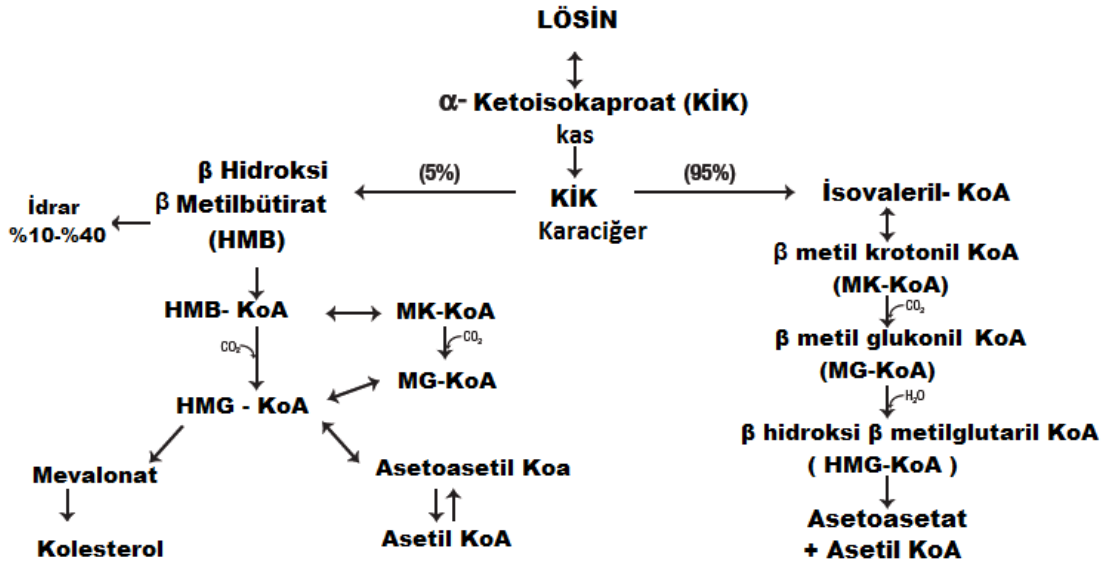 LÖSİN
α- Ketoisokaproat (KİK)
kas
(5%)
(95%)
KİK
Karaciğer
β Hidroksi
β Metilbütirat
(HMB)
İdrar
%10-%40
HMB- KoA
MK-KoA
CO₂
CO₂
MG-KoA
HMG - KoA
Mevalonat
Kolesterol
Asetoasetil Koa
Asetil KoA
İsovaleril- KoA
β metil krotonil KoA
(MK-KoA)
CO₂
β metil glukonil KoA
(MG-KoA)
H₂O
β hidroksi β metilglutaril KoA
( HMG-KoA )
Asetoasetat
+ Asetil KoA